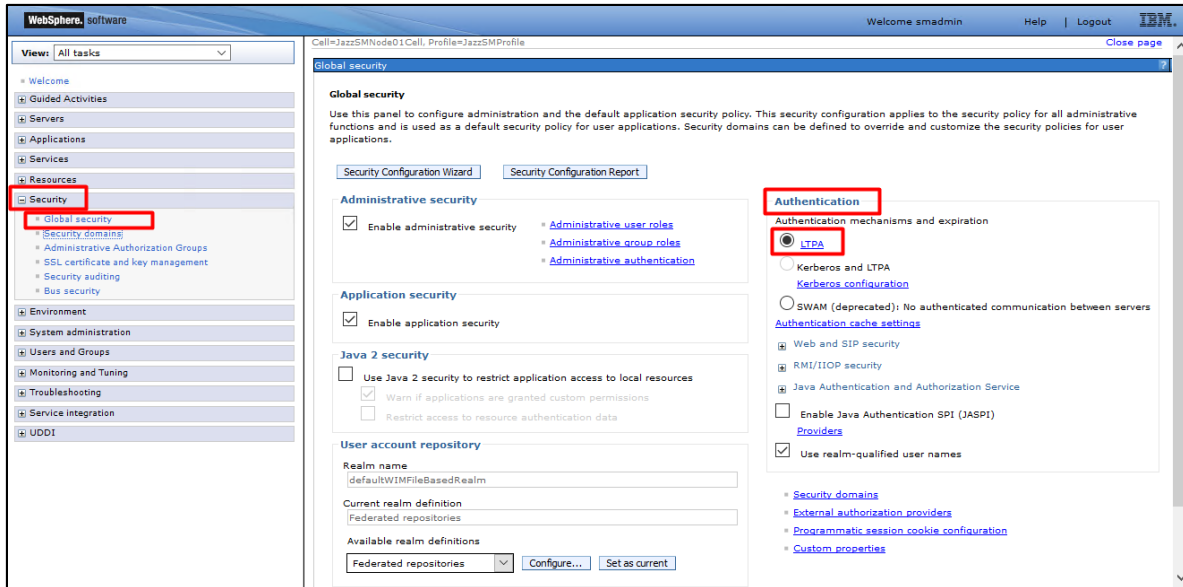 WebSphere. software
Welcome smadmin
Help | Logout
IBM.
View: All tasks
Welcome
Guided Activities
Servers
Applications
Services
Resources
Security
Global security
Security domains
Administrative Authorization Groups
SSL certificate and key management
Security auditing
Bus security
Environment
System administration
Users and Groups
Monitoring and Tuning
Troubleshooting
Service integration
UDDI
Cell=JazzSMNode01Cell, Profile=JazzSMProfile
Close page
Global security
?
Global security
Use this panel to configure administration and the default application security policy. This security configuration applies to the security policy for all administrative
functions and is used as a default security policy for user applications. Security domains can be defined to override and customize the security policies for user
applications.
Security Configuration Wizard
Security Configuration Report
Administrative security
Enable administrative security
Administrative user roles
Administrative group roles
Administrative authentication
Application security
Enable application security
Java 2 security
Use Java 2 security to restrict application access to local resources
Warn if applications are granted custom permissions
Restrict access to resource authentication data
User account repository
Realm name
defaultWIMFileBasedRealm
Current realm definition
Federated repositories
Available realm definitions
Federated repositories
Configure...
Set as current
Authentication
Authentication mechanisms and expiration
LTPA
Kerberos and LTPA
Kerberos configuration
SWAM (deprecated): No authenticated communication between servers
Authentication cache settings
Web and SIP security
RMI/IIOP security
Java Authentication and Authorization Service
Enable Java Authentication SPI (JASPI)
Providers
Use realm-qualified user names
Security domains
External authorization providers
Programmatic session cookie configuration
Custom properties